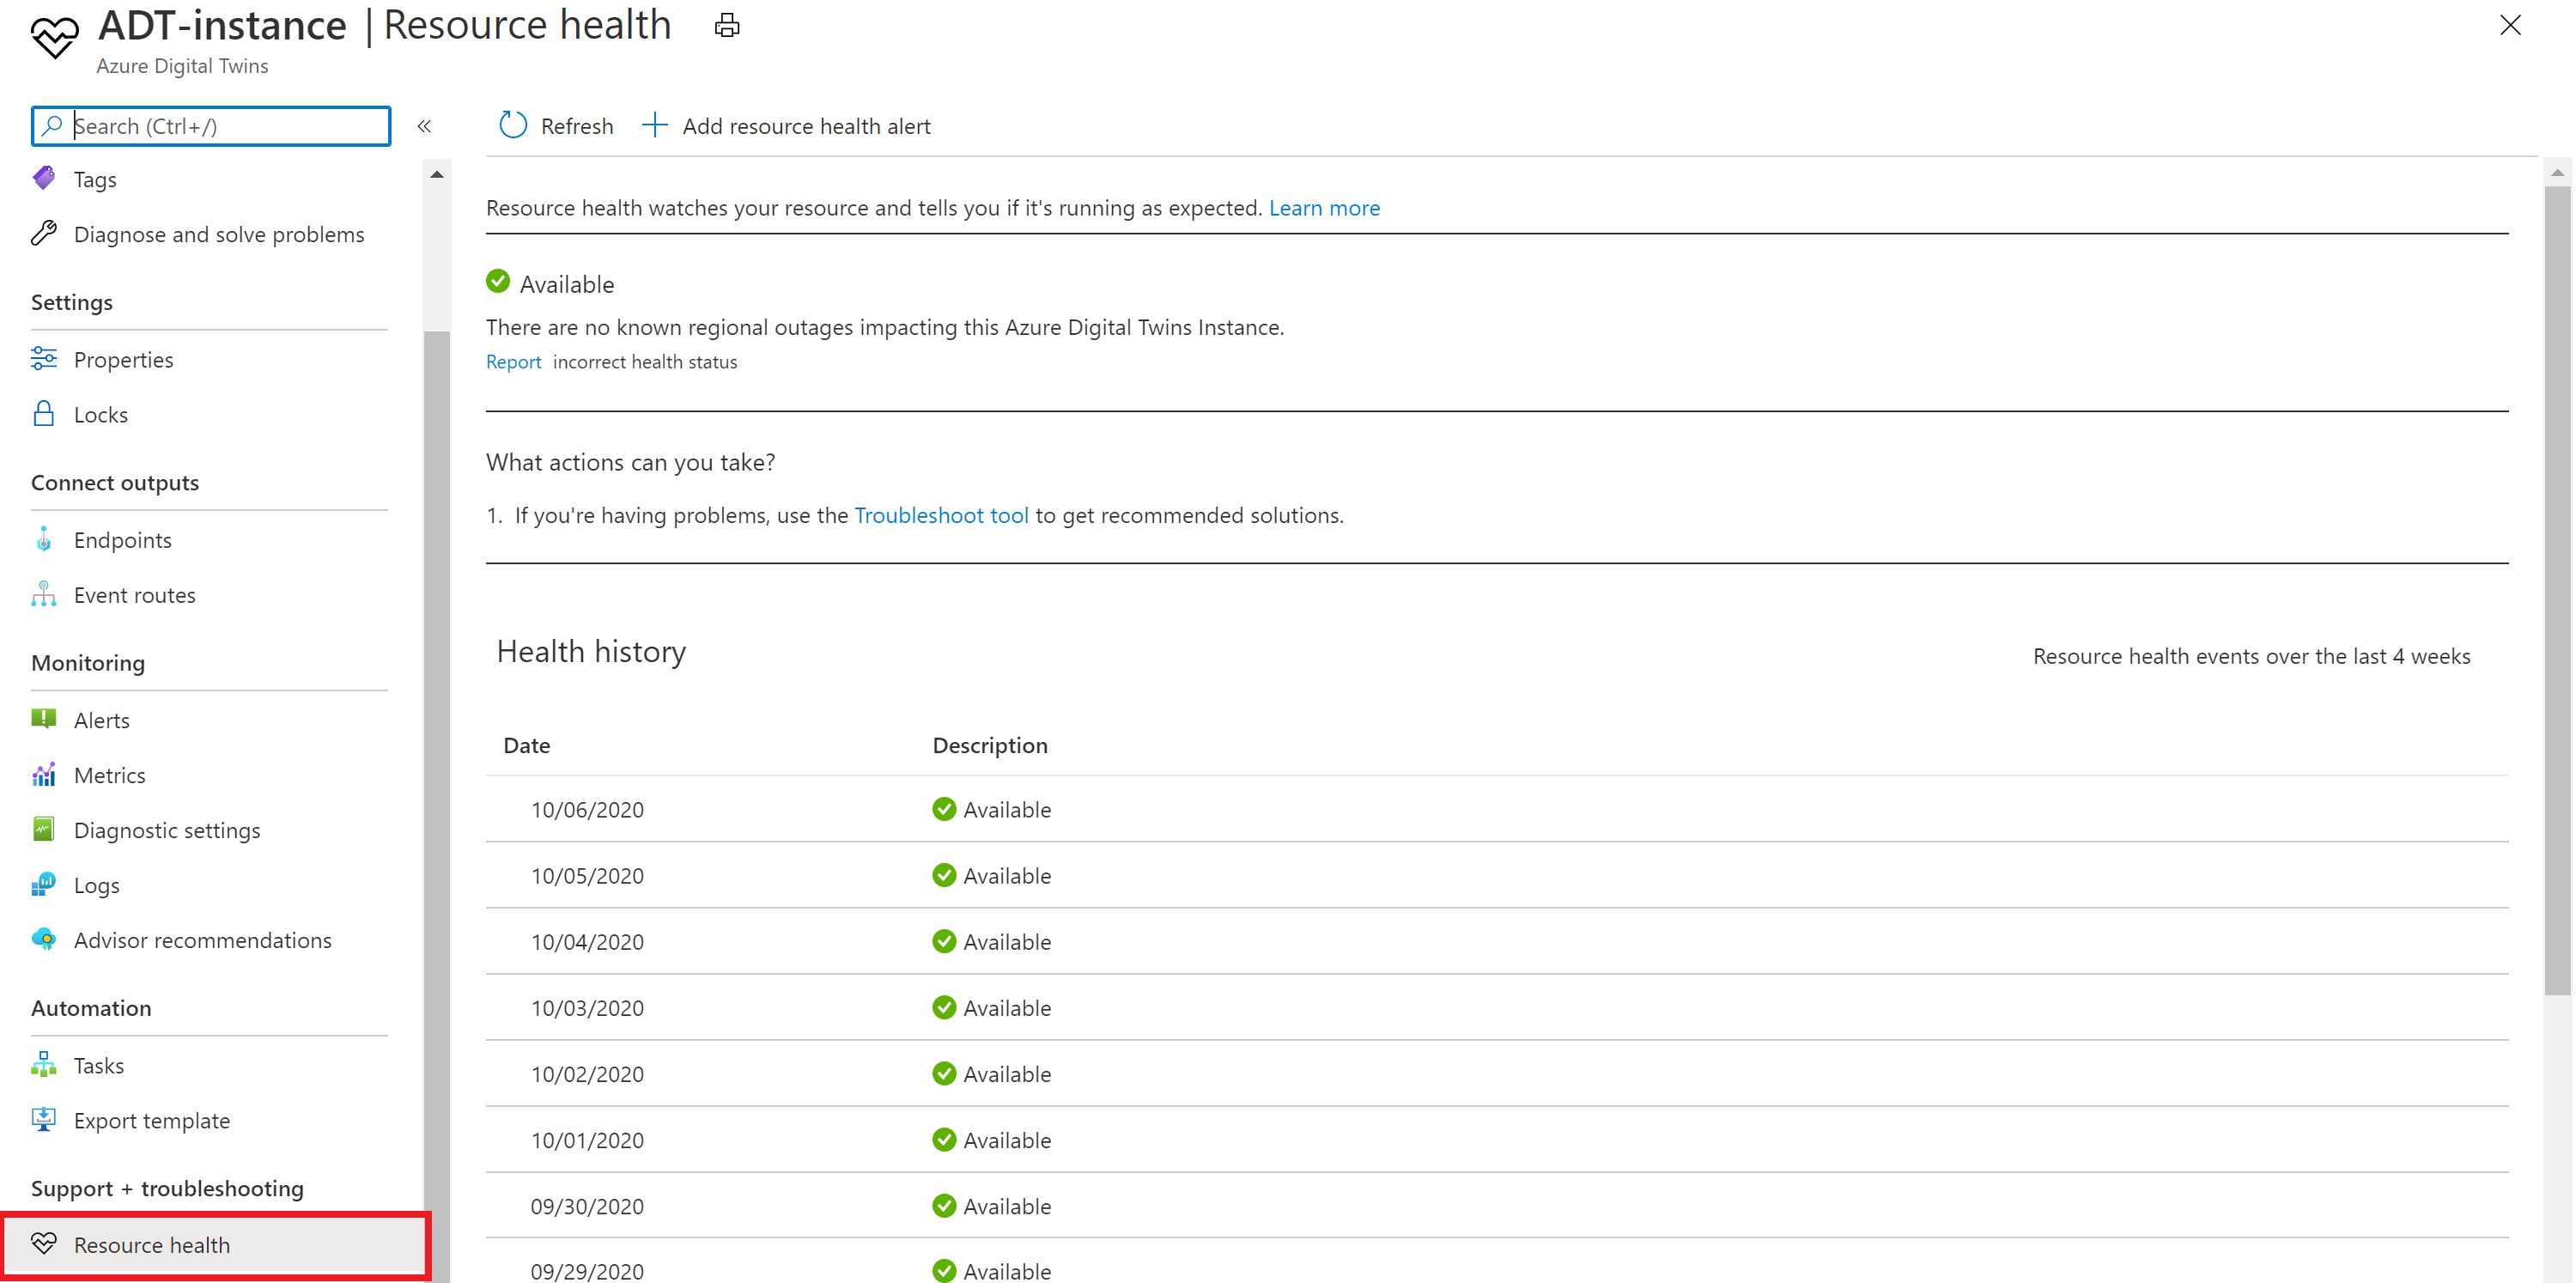 ADT-instance | Resource health
Azure Digital Twins
Search (Ctrl+/)
«
Tags
Diagnose and solve problems
Settings
Properties
Locks
Connect outputs
Endpoints
Event routes
Monitoring
Alerts
Metrics
Diagnostic settings
Logs
Advisor recommendations
Automation
Tasks
Export template
Support + troubleshooting
Resource health
Refresh
Add resource health alert
Resource health watches your resource and tells you if it's running as expected. Learn more
Available
There are no known regional outages impacting this Azure Digital Twins Instance.
Report incorrect health status
What actions can you take?
1. If you're having problems, use the Troubleshoot tool to get recommended solutions.
Health history
Resource health events over the last 4 weeks
Date Description
10/06/2020 Available
10/05/2020 Available
10/04/2020 Available
10/03/2020 Available
10/02/2020 Available
10/01/2020 Available
09/30/2020 Available
09/29/2020 Available